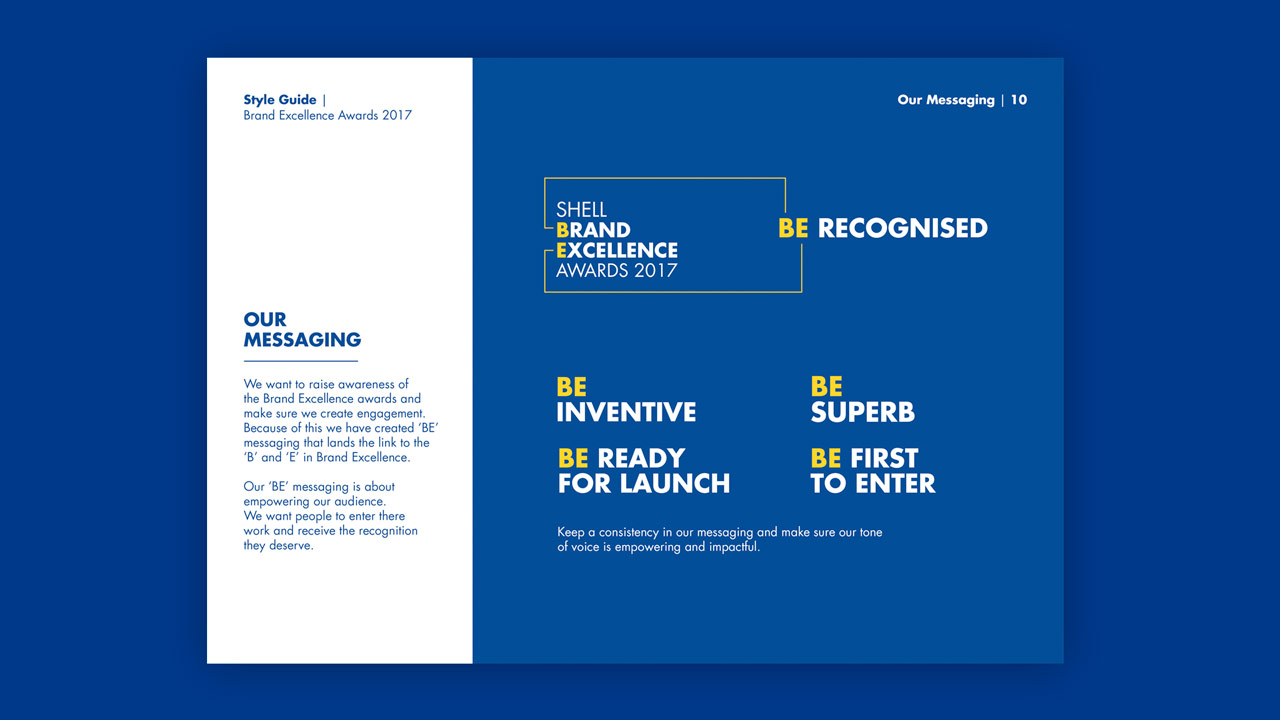 Style Guide |
Brand Excellence Awards 2017
Our Messaging | 10
SHELL
BRAND
EXCELLENCE
AWARDS 2017
BE RECOGNISED
OUR
MESSAGING
We want to raise awareness of
the Brand Excellence awards and
make sure we create engagement.
Because of this we have created ‘BE’
messaging that lands the link to the
‘B’ and ‘E’ in Brand Excellence.
Our ‘BE’ messaging is about
empowering our audience.
We want people to enter there
work and receive the recognition
they deserve.
BE
INVENTIVE
BE
SUPERB
BE READY
FOR LAUNCH
BE FIRST
TO ENTER
Keep a consistency in our messaging and make sure our tone
of voice is empowering and impactful.